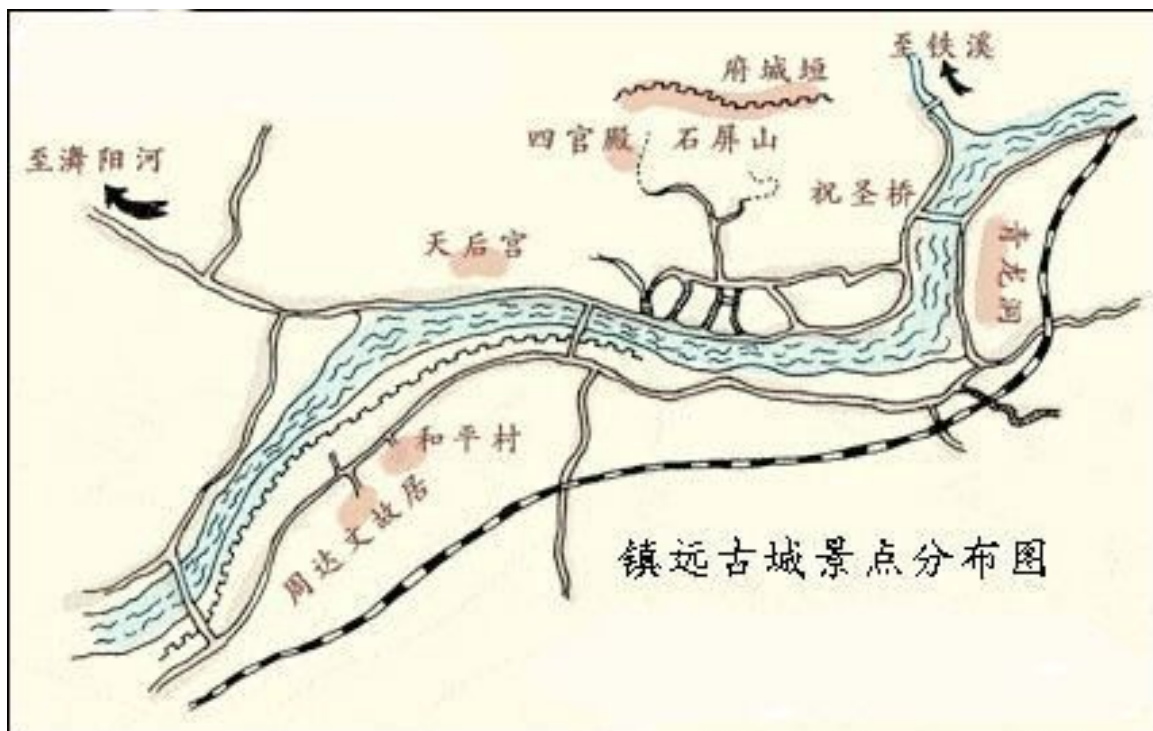 至铁溪
府城垣
四官殿
石屏山
至㵲阳河
祝圣桥
天后宫
青龙洞
和平村
周达文故居
镇远古城景点分布图